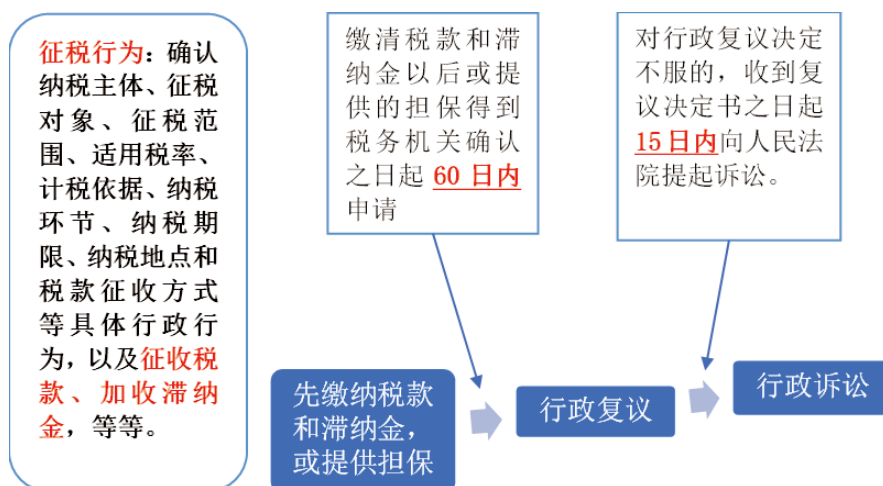 征税行为：确认
纳税主体、征税
对象、征税范
围、适用税率、
计税依据、纳税
环节、纳税期
限、纳税地点和
税款征收方式
等具体行政行
为，以及征收税
款、加收滞纳
金，等等。
缴清税款和滞
纳金以后或提
供的担保得到
税务机关确认
之日起 60 日内
申请
对行政复议决定
不服的，收到复
议决定书之日起
15 日内向人民法
院提起诉讼。
先缴纳税款
和滞纳金，
或提供担保
行政复议
行政诉讼